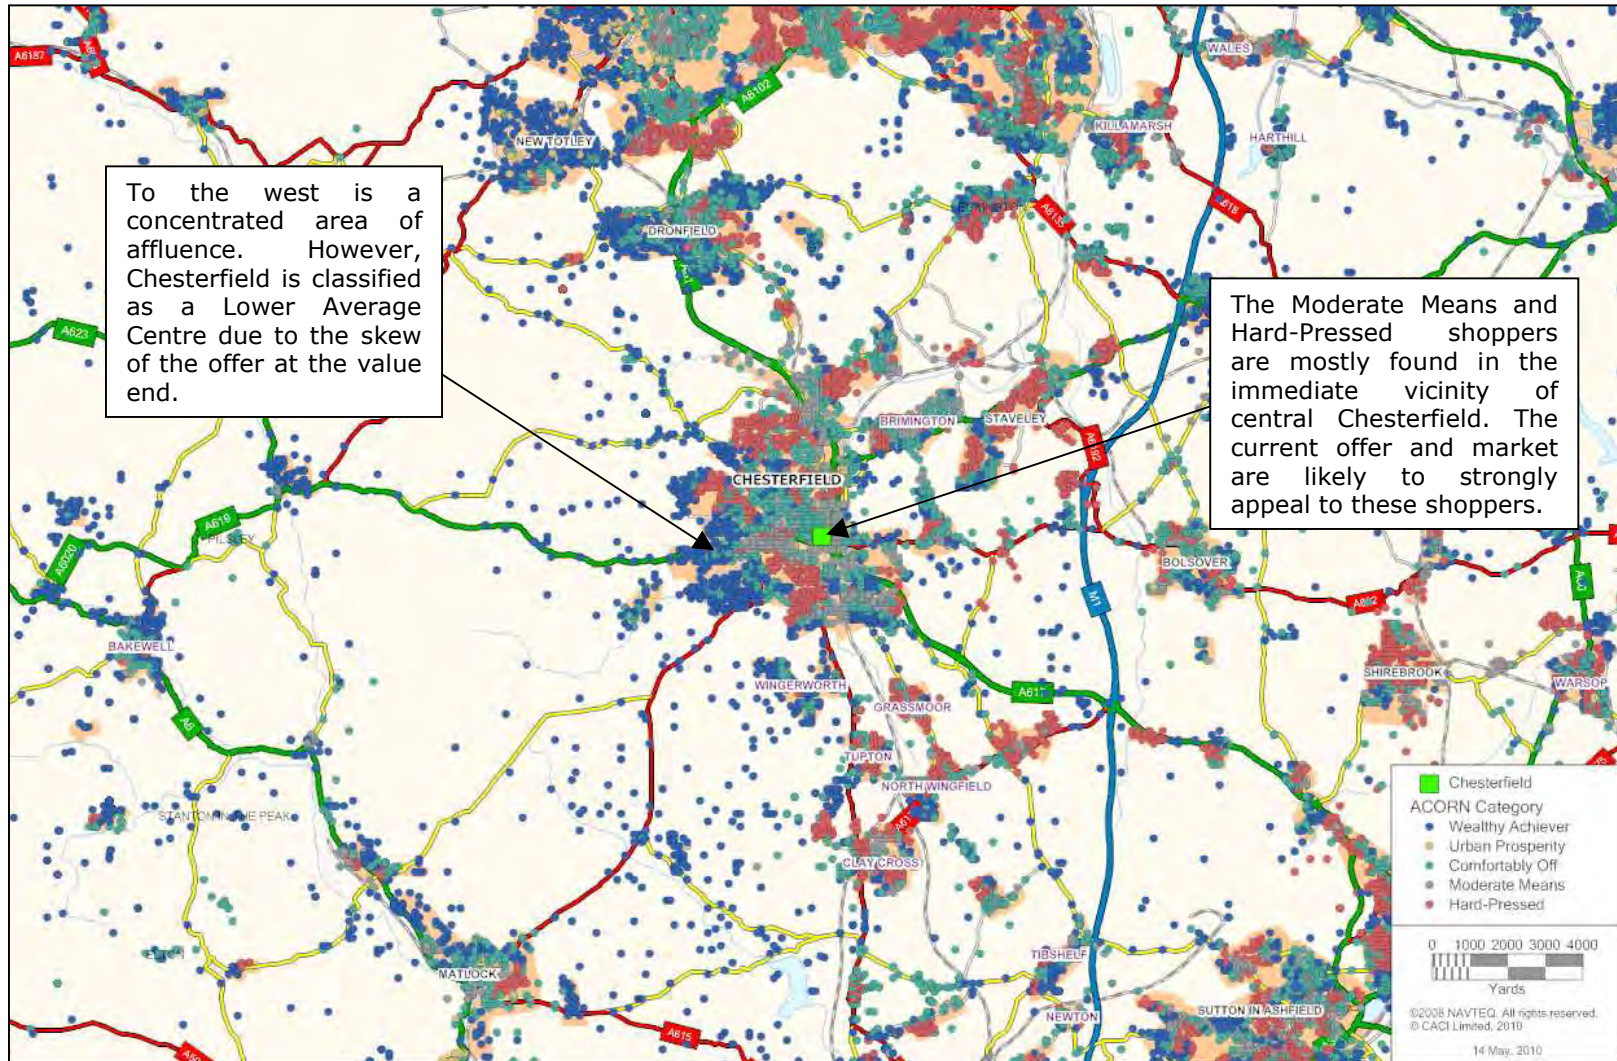 A6187
A6102
WALES
KILLAMARSH
HARTHILL
NEW TOTLEY
To the west is a
concentrated area of
affluence. However,
Chesterfield is classified
as a Lower Average
Centre due to the skew
of the offer at the value
end.
A6135
A618
DRONFIELD
A623
The Moderate Means and
Hard-Pressed shoppers
are mostly found in the
immediate vicinity of
central Chesterfield. The
current offer and market
are likely to strongly
appeal to these shoppers.
BRIMINGTON
STAVELEY
CHESTERFIELD
A619
PILSLEY
A6020
BOLSOVER
M1
BAKEWELL
SHIREBROOK
WARSOP
WINGERWORTH
A617
GRASSMOOR
TUPTON
NORTH WINGFIELD
STANTON IN THE PEAK
CLAY CROSS
ELTON
MATLOCK
TIBSHELF
NEWTON
SUTTON IN ASHFIELD
A615
Chesterfield
ACORN Category
Wealthy Achiever
Urban Prosperity
Comfortably Off
Moderate Means
Hard-Pressed
0 1000 2000 3000 4000
Yards
©2008 NAVTEQ. All rights reserved.
© CACI Limited, 2010
14 May, 2010